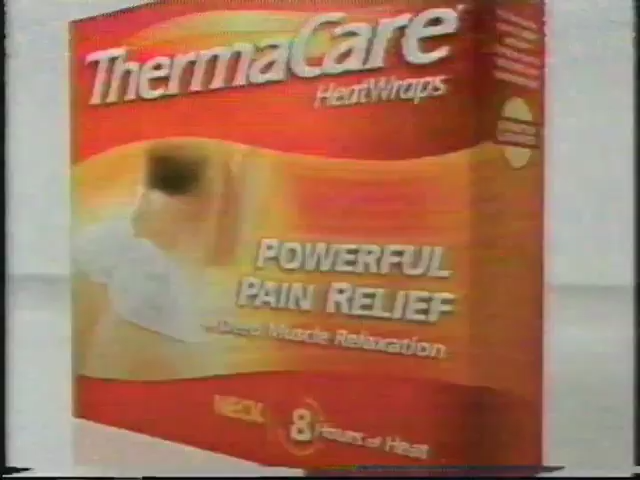 ThermaCare
HeatWraps
POWERFUL
PAIN RELIEF
Deep Muscle Relaxation
NECK
8 Hours of Heat